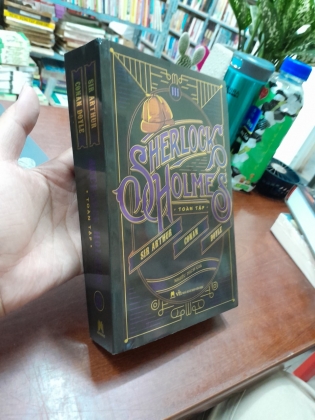 III
SHERLOCK
HOLMES
TOÀN TẬP
SIR ARTHUR
CONAN
DOYLE
SIR ARTHUR
CONAN DOYLE
TOÀN TẬP